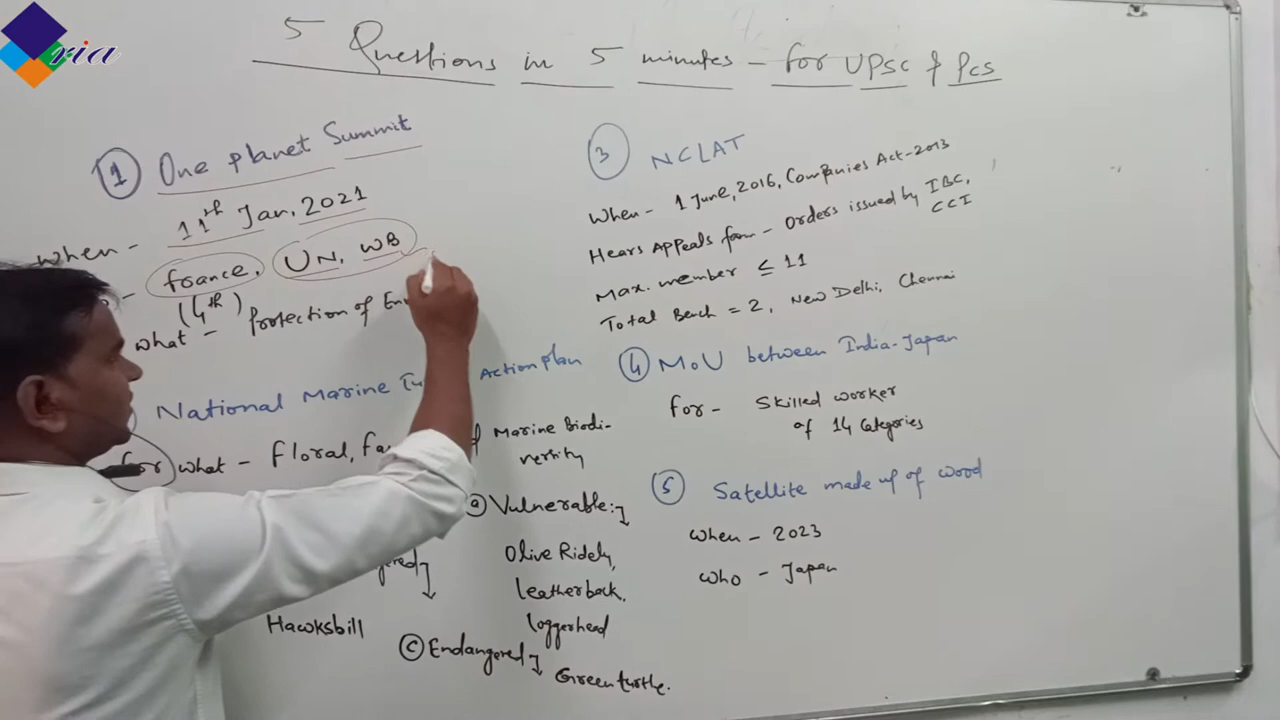 ria
5 Questions in 5 minutes - for UPSC & PCS
1 One planet Summit
when - 11th Jan, 2021
- france, UN, WB
(4th)
what - Protection of
National Marine Action plan
for what - Floral, of Marine Biodi-
versity
a Vulnerable:-
Olive Ridely,
leatherback,
loggerhead
Hawksbill
c Endangered
Green turtle.
3 NCLAT
when - 1 June, 2016, Companies Act-2013
Hears Appeals from - Orders issued by IBC,
CCI
Max. member ≤ 11
Total Bench = 2, New Delhi, Chennai
4 MoU between India-Japan
for - Skilled worker
of 14 Categories
5 Satellite made up of wood
when - 2023
who - Japan